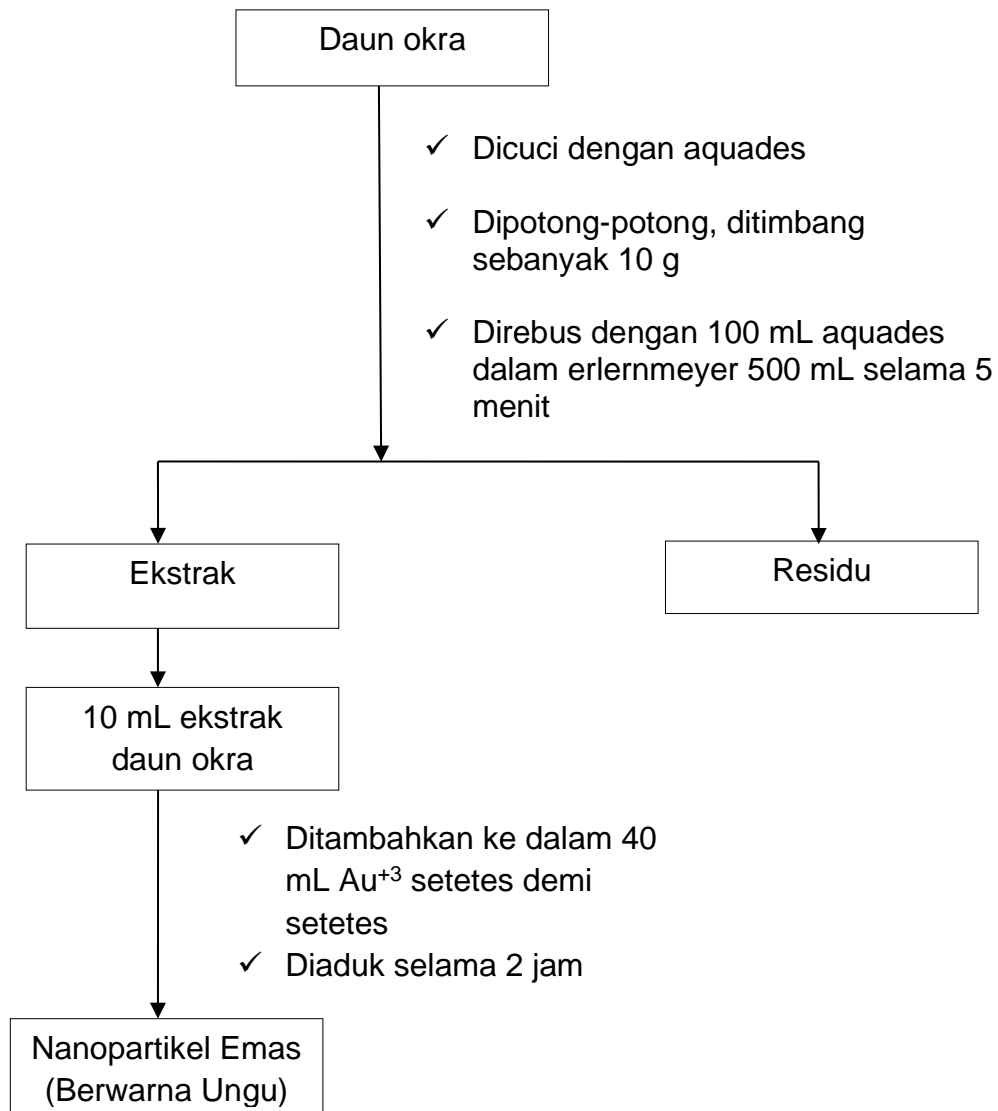 Daun okra
✓ Dicuci dengan aquades
✓ Dipotong-potong, ditimbang
sebanyak 10 g
✓ Direbus dengan 100 mL aquades
dalam erlernmeyer 500 mL selama 5
menit
Ekstrak
Residu
10 mL ekstrak
daun okra
✓ Ditambahkan ke dalam 40
mL Au⁺³ setetes demi
setetes
✓ Diaduk selama 2 jam
Nanopartikel Emas
(Berwarna Ungu)